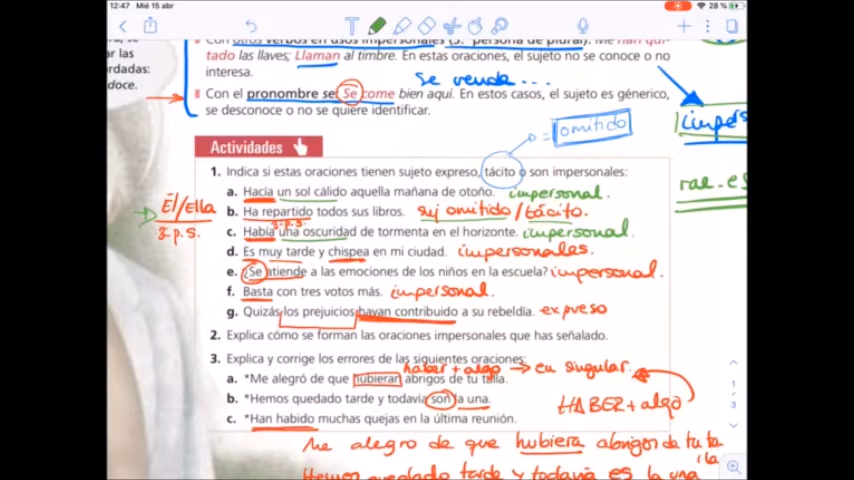 12:47 Mié 15 abr
28 %
Con otros verbos en usos impersonales (3.ª persona de plural). Me han qui-
ar las
tado las llaves; Llaman al timbre. En estas oraciones, el sujeto no se conoce o no
rdadas:
interesa.
doce.
Se vende...
Con el pronombre se: Se come bien aquí. En estos casos, el sujeto es genérico,
se desconoce o no se quiere identificar.
impers
= omitido
Actividades
1. Indica si estas oraciones tienen sujeto expreso, tácito o son impersonales:
rae.es
a. Hacía un sol cálido aquella mañana de otoño. impersonal.
Él/Ella
3.p.s.
b. Ha repartido todos sus libros. suj omitido/tácito.
3.p.s.
c. Había una oscuridad de tormenta en el horizonte. impersonal.
d. Es muy tarde y chispea en mi ciudad. impersonales.
e. ¿Se atiende a las emociones de los niños en la escuela? impersonal.
f. Basta con tres votos más. impersonal.
g. Quizás los prejuicios hayan contribuido a su rebeldía. expreso
2. Explica cómo se forman las oraciones impersonales que has señalado.
3. Explica y corrige los errores de las siguientes oraciones:
haber + algo → en singular.
a. *Me alegró de que hubieran abrigos de tu talla.
b. *Hemos quedado tarde y todavía son la una.
HABER + algo
c. *Han habido muchas quejas en la última reunión.
Me alegro de que hubiera abrigos de tu ta
lla
Hemos quedado tarde y todavía es la una
1
3